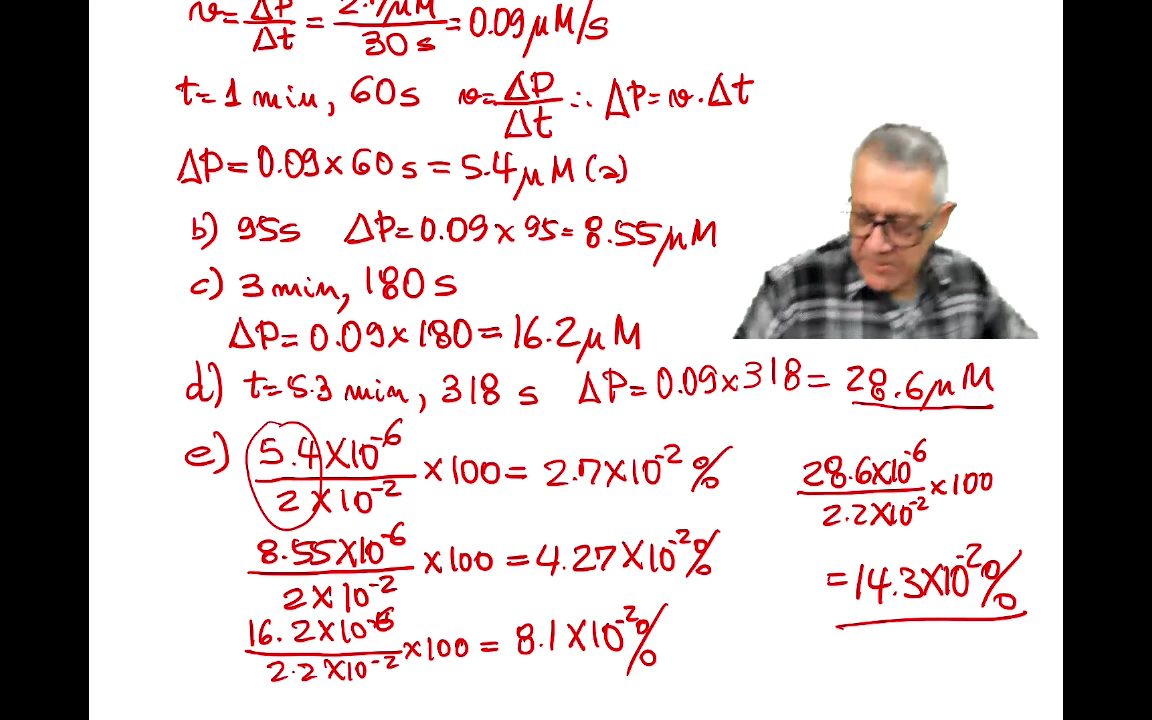 v = ΔP/Δt = 2.7μM/30 s = 0.09 μM/s
t = 1 min, 60 s v = ΔP/Δt ∴ ΔP = v . Δt
ΔP = 0.09 x 60 s = 5.4 μM (a)
b) 95s ΔP = 0.09 x 95 = 8.55 μM
c) 3 min, 180 s
ΔP = 0.09 x 180 = 16.2 μM
d) t = 5.3 min, 318 s ΔP = 0.09 x 318 = 28.6 μM
e) 5.4 X 10⁻⁶/2 X 10⁻² x 100 = 2.7 X 10⁻² %
8.55 X 10⁻⁶/2 X 10⁻² x 100 = 4.27 X 10⁻² %
16.2 X 10⁻⁶/2.2 X 10⁻² x 100 = 8.1 X 10⁻² %
28.6 X 10⁻⁶/2.2 X 10⁻² x 100
= 14.3 X 10⁻² %